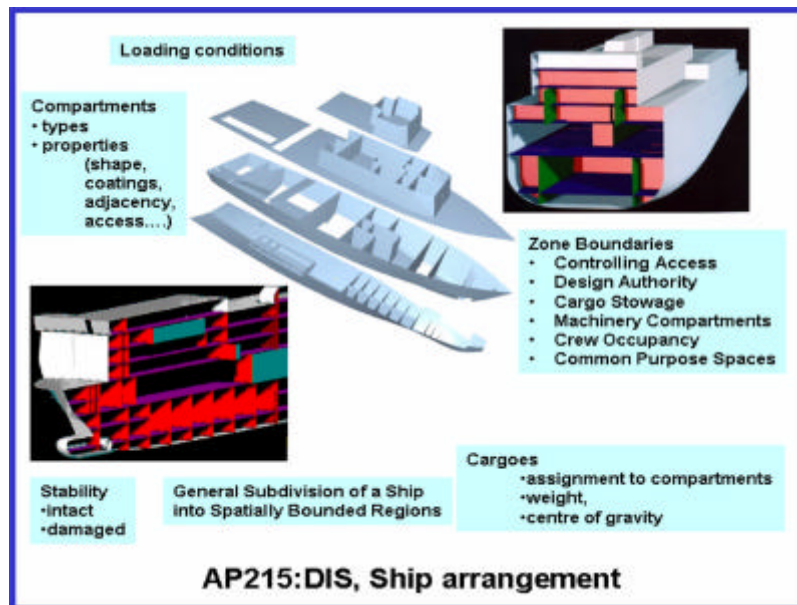 Loading conditions
Compartments
• types
• properties
(shape,
coatings,
adjacency,
access....)
Zone Boundaries
• Controlling Access
• Design Authority
• Cargo Stowage
• Machinery Compartments
• Crew Occupancy
• Common Purpose Spaces
Cargoes
•assignment to compartments
•weight,
•centre of gravity
Stability
•intact
•damaged
General Subdivision of a Ship
into Spatially Bounded Regions
AP215:DIS, Ship arrangement